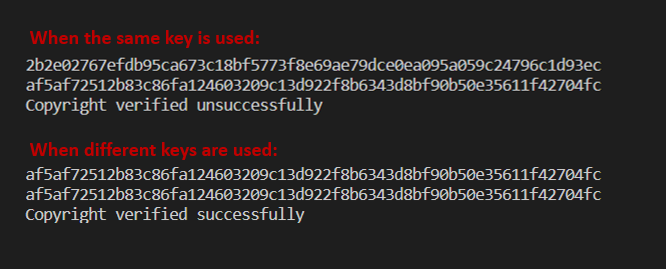 When the same key is used:
2b2e02767efdb95ca673c18bf5773f8e69ae79dce0ea095a059c24796c1d93ec
af5af72512b83c86fa124603209c13d922f8b6343d8bf90b50e35611f42704fc
Copyright verified unsuccessfully
When different keys are used:
af5af72512b83c86fa124603209c13d922f8b6343d8bf90b50e35611f42704fc
af5af72512b83c86fa124603209c13d922f8b6343d8bf90b50e35611f42704fc
Copyright verified successfully